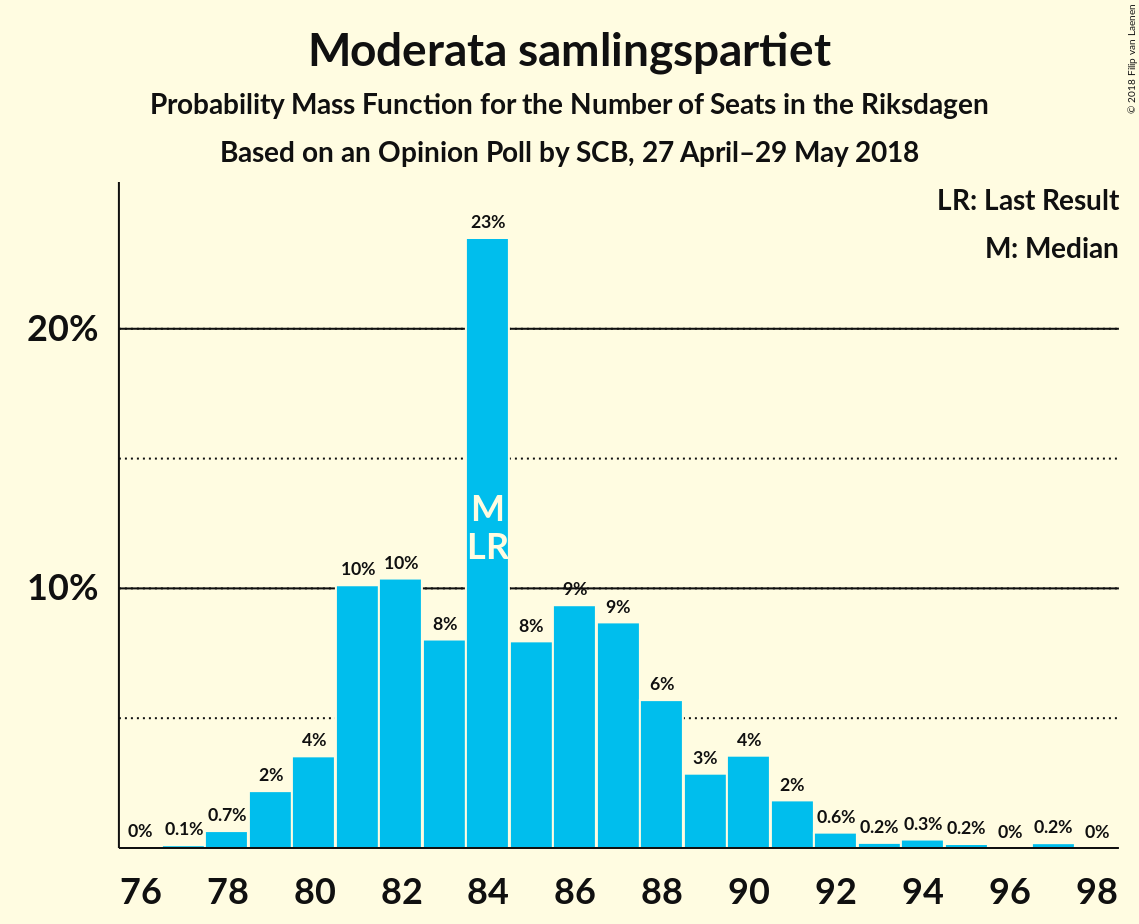 Moderata samlingspartiet
Probability Mass Function for the Number of Seats in the Riksdagen
Based on an Opinion Poll by SCB, 27 April–29 May 2018
© 2018 Filip van Laenen
LR: Last Result
M: Median
20%
10%
0%
0.1%
0.7%
2%
4%
10%
10%
8%
23%
M
LR
8%
9%
9%
6%
3%
4%
2%
0.6%
0.2%
0.3%
0.2%
0%
0.2%
0%
76 78 80 82 84 86 88 90 92 94 96 98